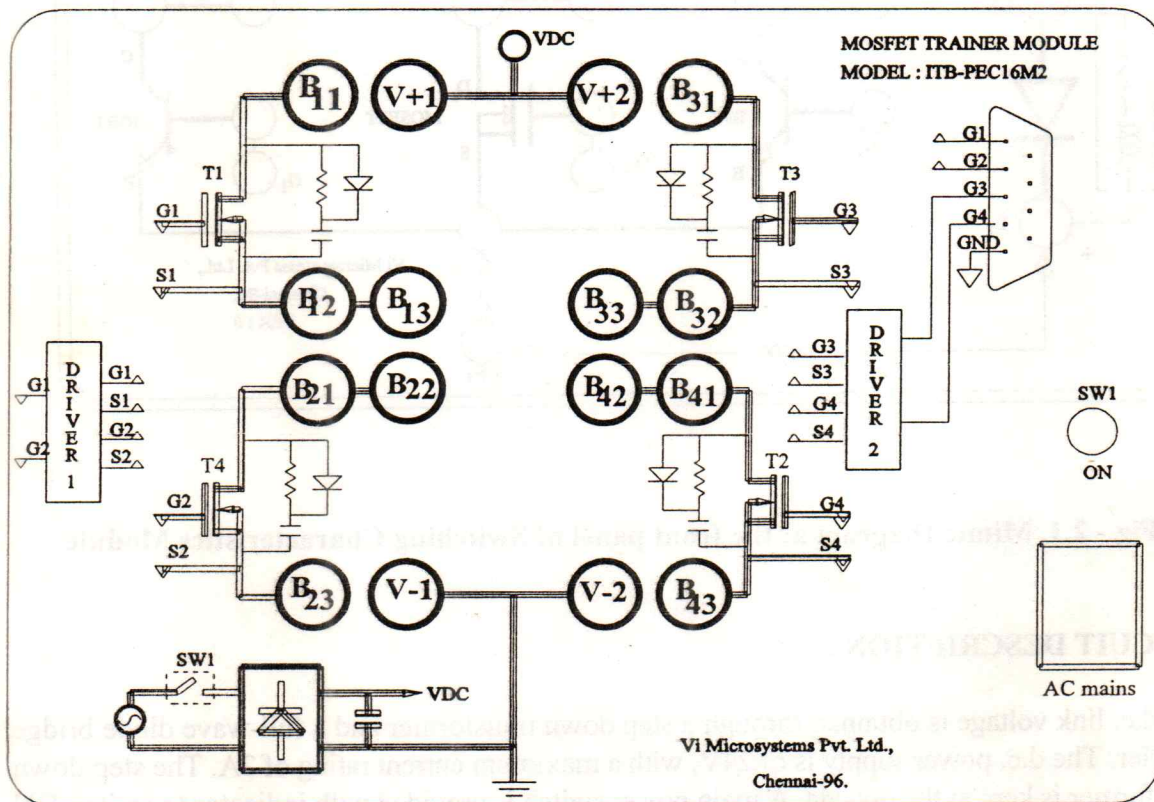 VDC
MOSFET TRAINER MODULE
MODEL : ITB-PEC16M2
B11
V+1
V+2
B31
G1
G2
G3
G4
GND
T1
T3
G1
G3
S1
S3
B12
B13
B33
B32
DRIVER 1
G1
G2
G1
S1
G2
S2
B21
B22
B42
B41
DRIVER 2
G3
S3
G4
S4
SW1
ON
T4
T2
G2
G4
S2
S4
B23
V-1
V-2
B43
SW1
VDC
AC mains
Vi Microsystems Pvt. Ltd.,
Chennai-96.